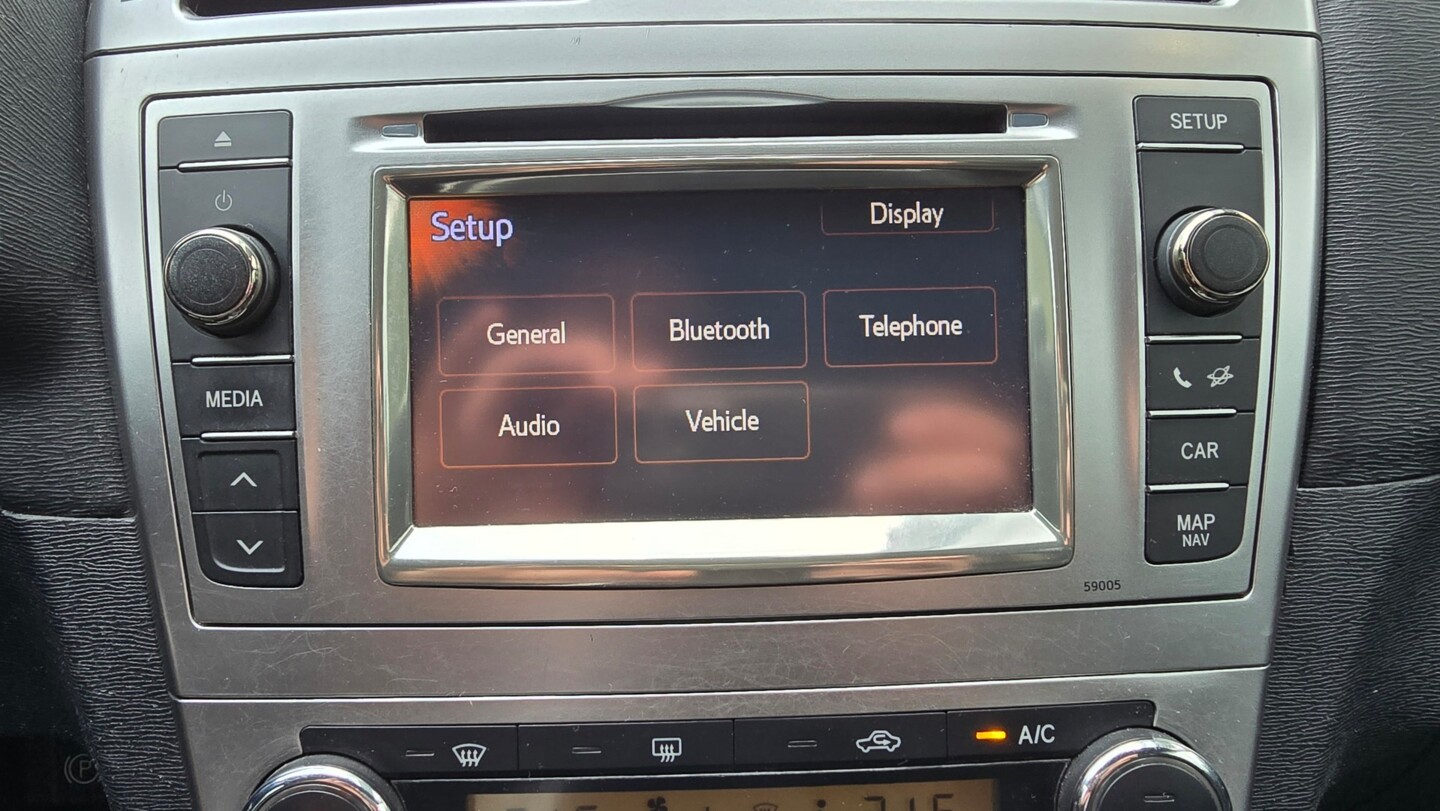 SETUP
Setup
Display
General
Bluetooth
Telephone
MEDIA
Audio
Vehicle
CAR
MAP
NAV
59005
A/C
P